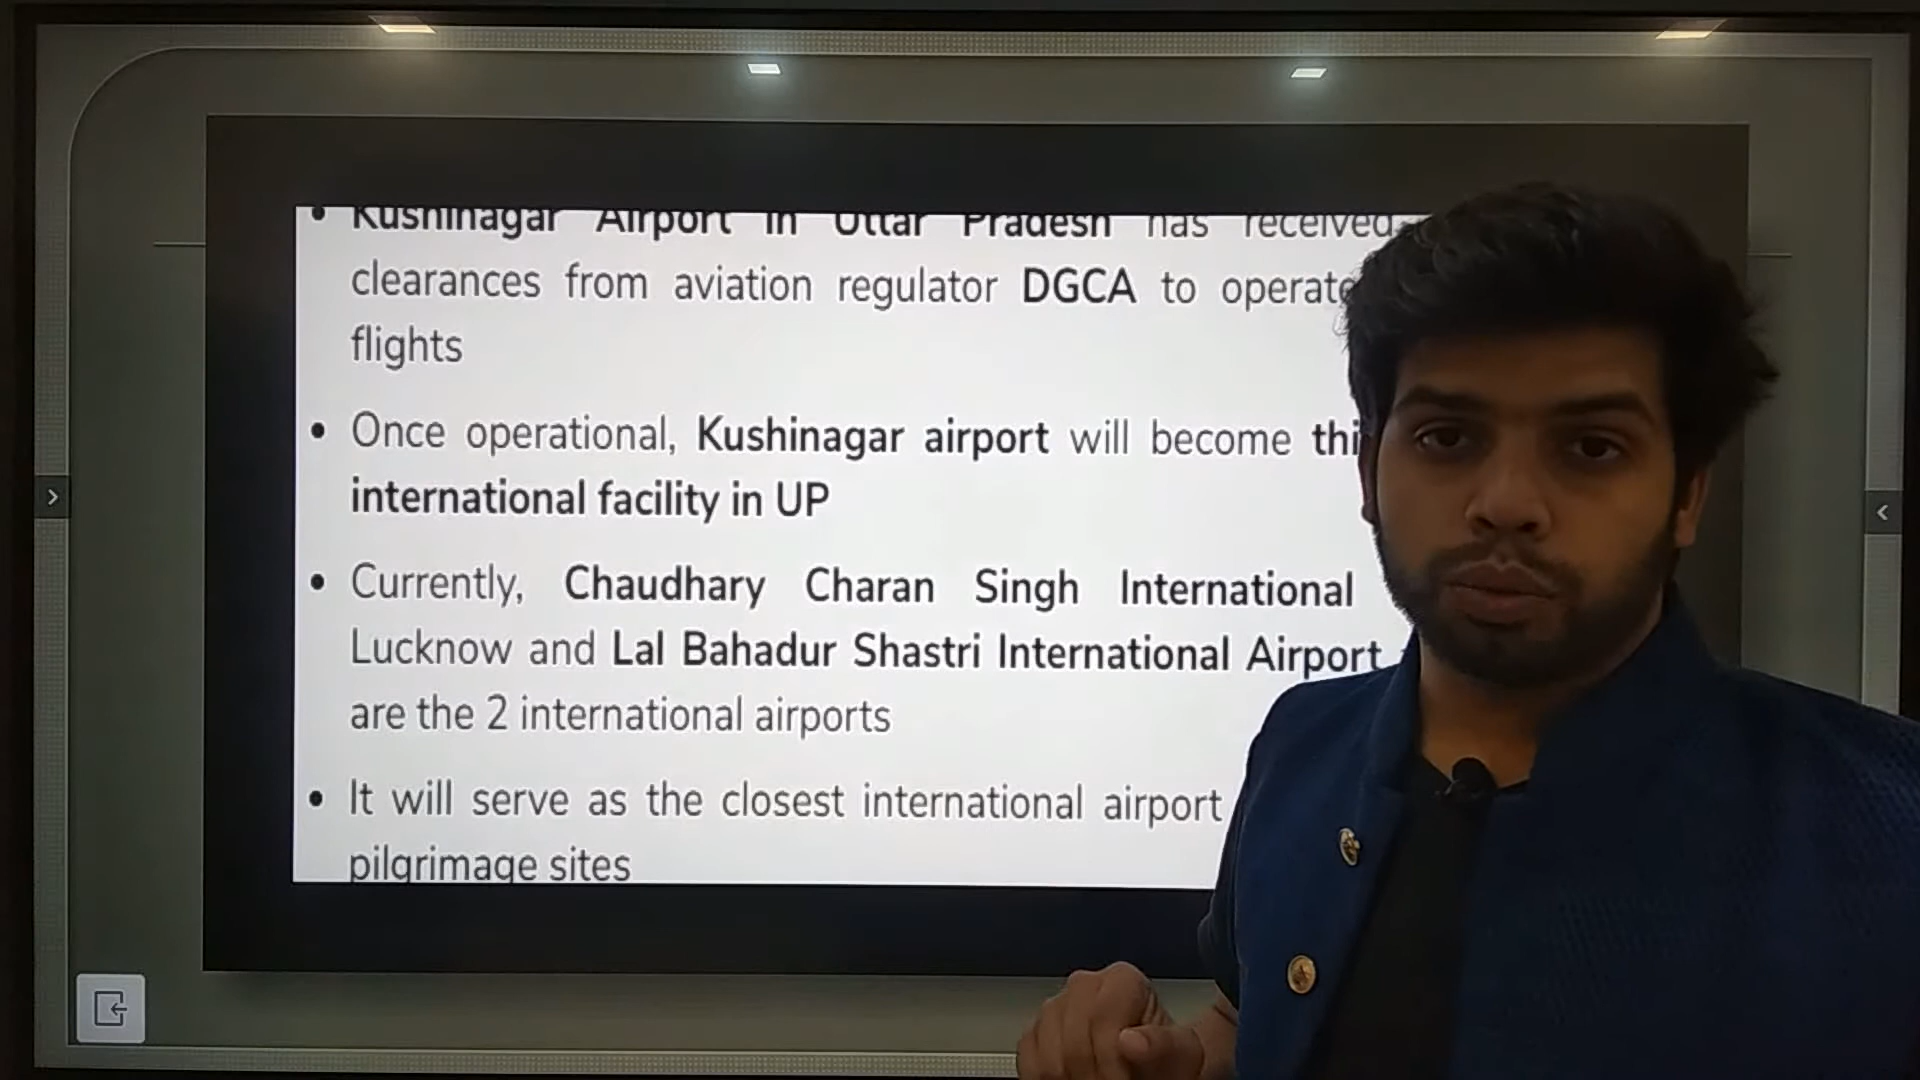 • Kushinagar Airport in Uttar Pradesh has received
clearances from aviation regulator DGCA to operate
flights
• Once operational, Kushinagar airport will become
international facility in UP
• Currently, Chaudhary Charan Singh International
Lucknow and Lal Bahadur Shastri International Airport
are the 2 international airports
• It will serve as the closest international airport
pilgrimage sites